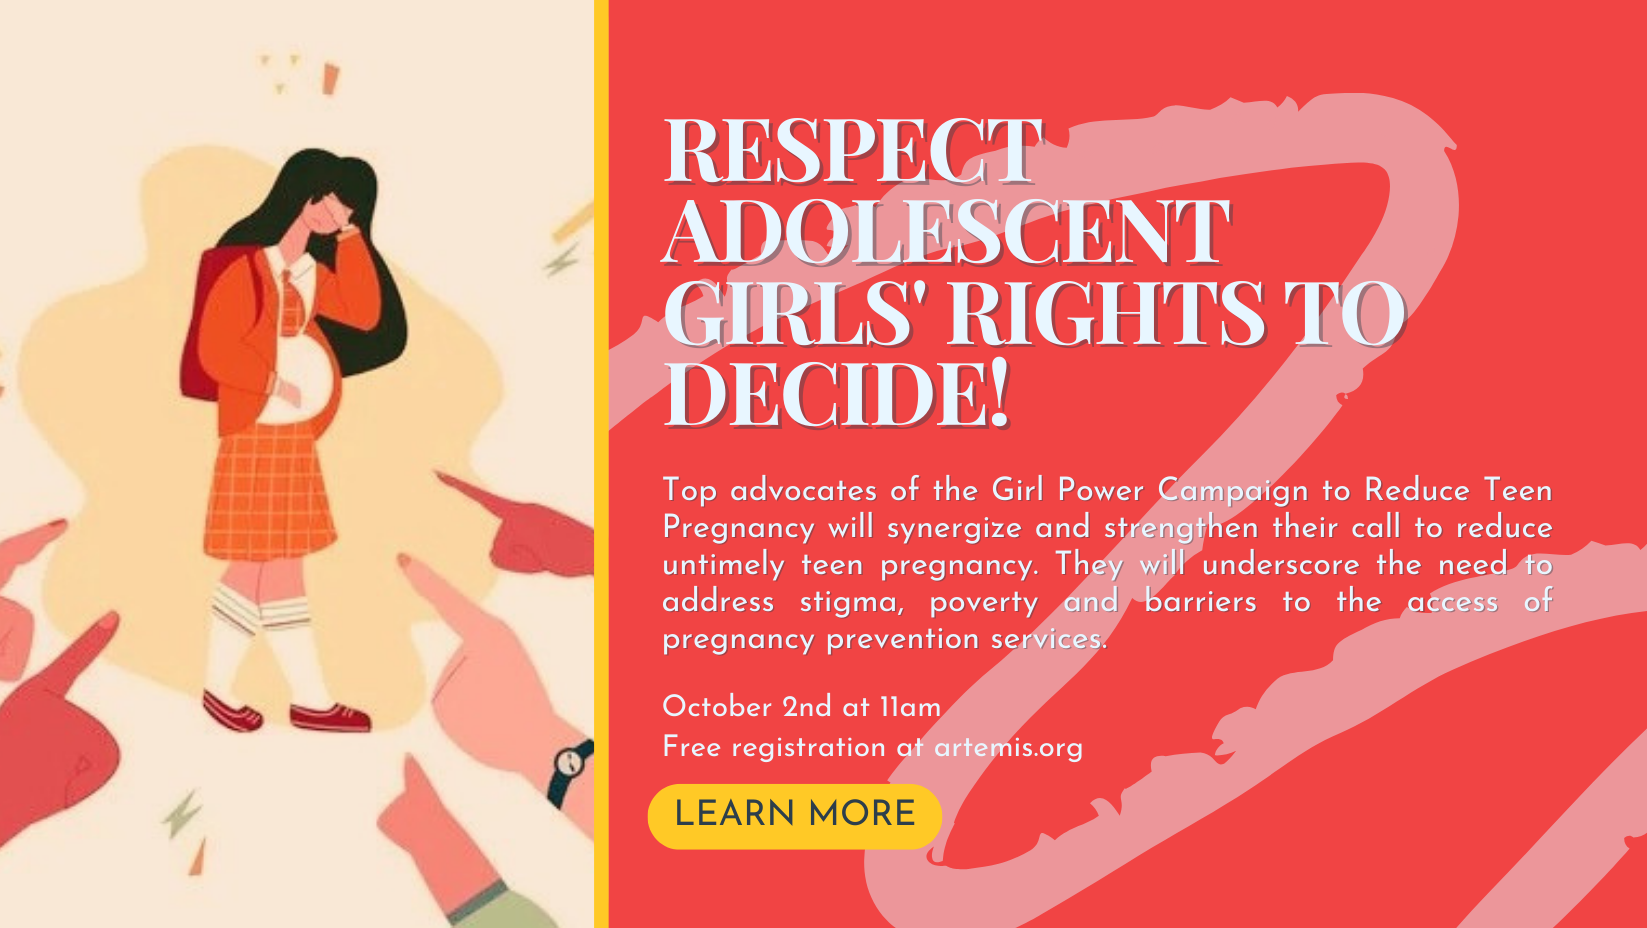 RESPECT
ADOLESCENT
GIRLS' RIGHTS TO
DECIDE!
Top advocates of the Girl Power Campaign to Reduce Teen
Pregnancy will synergize and strengthen their call to reduce
untimely teen pregnancy. They will underscore the need to
address stigma, poverty and barriers to the access of
pregnancy prevention services.
October 2nd at 11am
Free registration at artemis.org
LEARN MORE